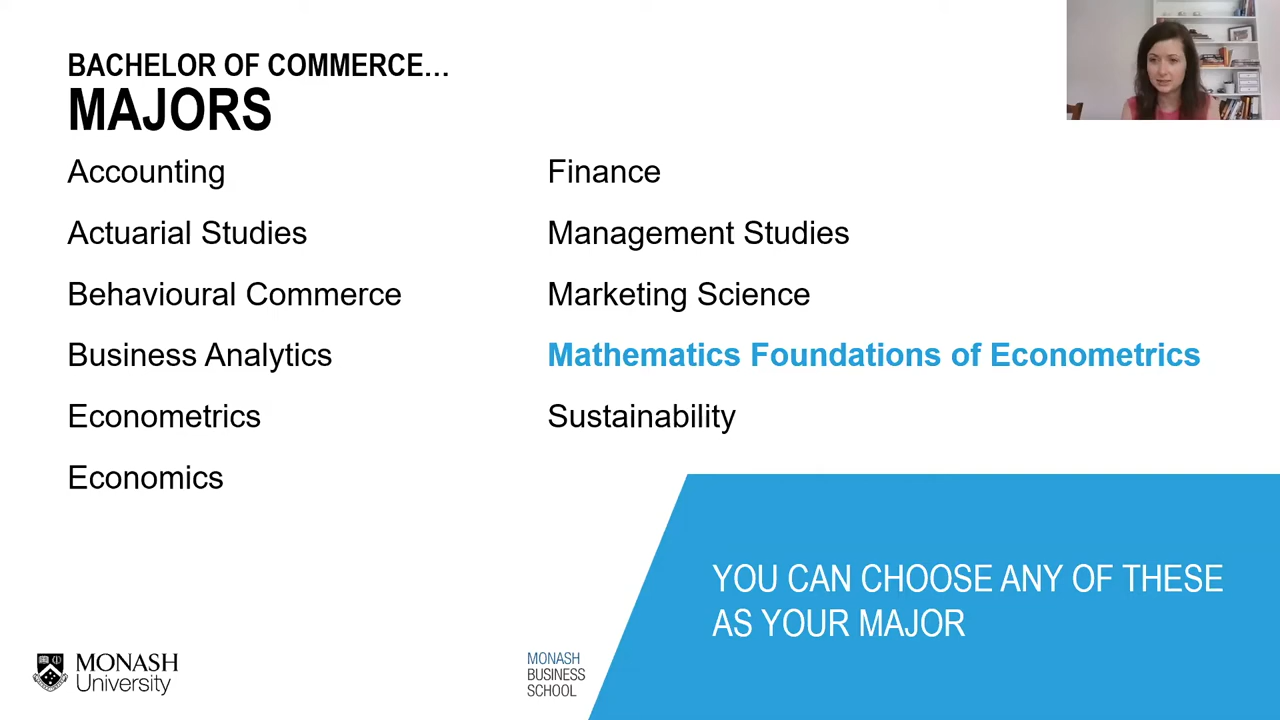 BACHELOR OF COMMERCE…
MAJORS
Accounting
Actuarial Studies
Behavioural Commerce
Business Analytics
Econometrics
Economics
Finance
Management Studies
Marketing Science
Mathematics Foundations of Econometrics
Sustainability
YOU CAN CHOOSE ANY OF THESE
AS YOUR MAJOR
MONASH
University
MONASH
BUSINESS
SCHOOL